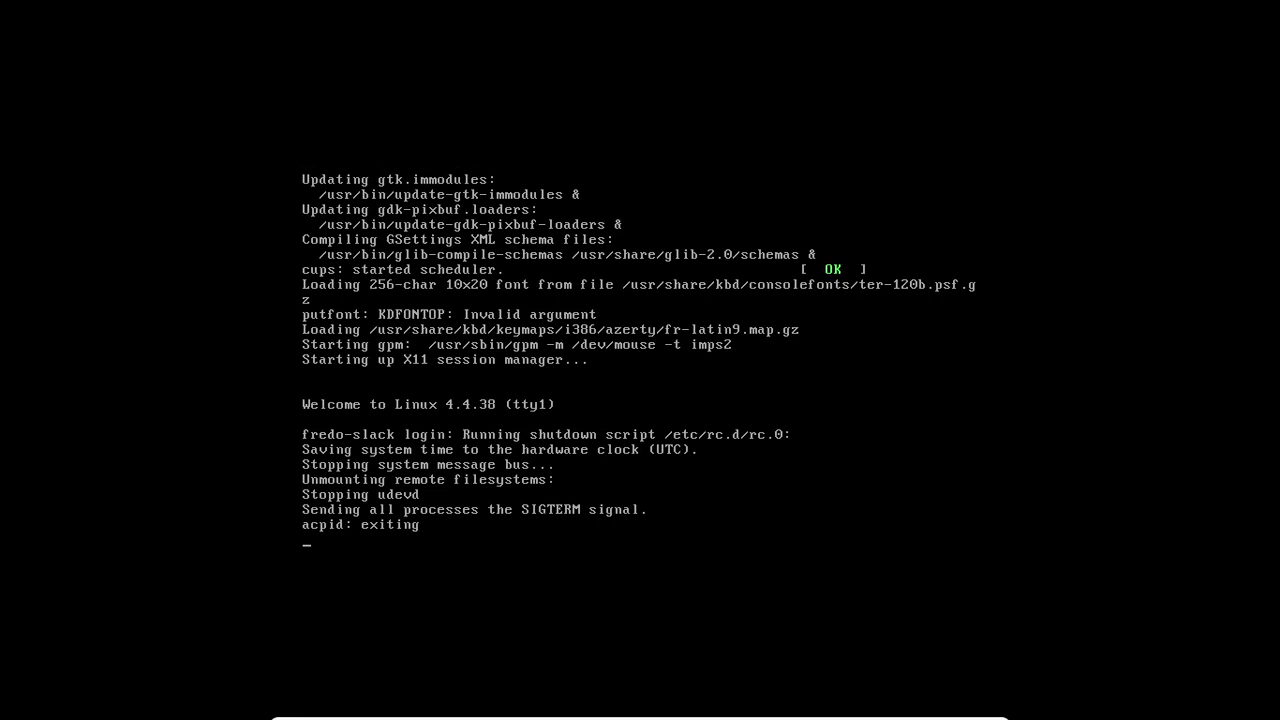 Updating gtk.immodules:
  /usr/bin/update-gtk-immodules &
Updating gdk-pixbuf.loaders:
  /usr/bin/update-gdk-pixbuf-loaders &
Compiling GSettings XML schema files:
  /usr/bin/glib-compile-schemas /usr/share/glib-2.0/schemas &
cups: started scheduler. [  OK  ]
Loading 256-char 10x20 font from file /usr/share/kbd/consolefonts/ter-120b.psf.g
z
putfont: KDFONTOP: Invalid argument
Loading /usr/share/kbd/keymaps/i386/azerty/fr-latin9.map.gz
Starting gpm:  /usr/sbin/gpm -m /dev/mouse -t imps2
Starting up X11 session manager...
Welcome to Linux 4.4.38 (tty1)
fredo-slack login: Running shutdown script /etc/rc.d/rc.0:
Saving system time to the hardware clock (UTC).
Stopping system message bus...
Unmounting remote filesystems:
Stopping udevd
Sending all processes the SIGTERM signal.
acpid: exiting